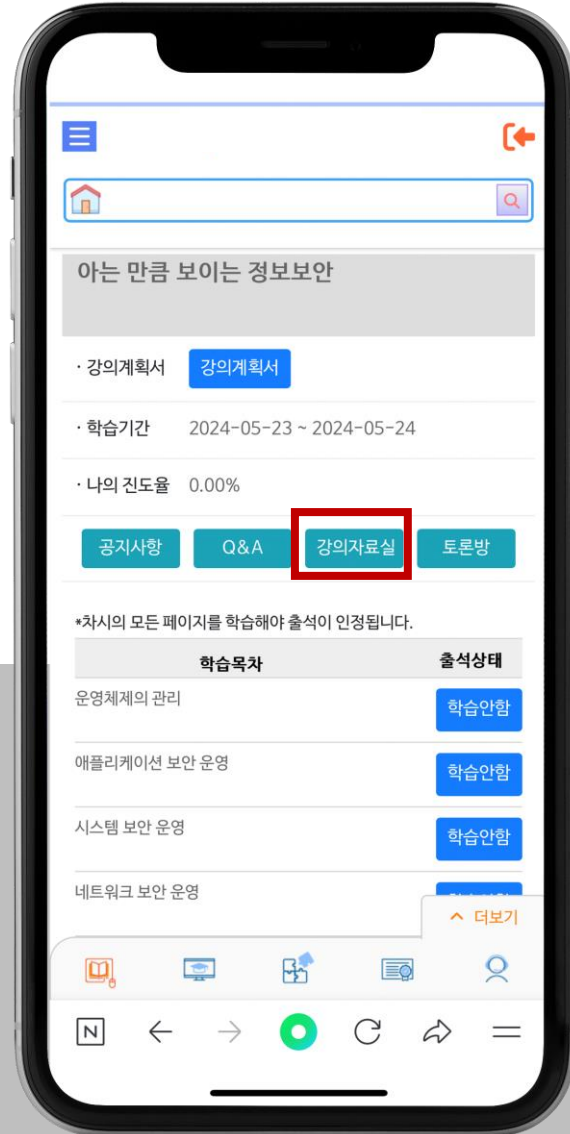 아는 만큼 보이는 정보보안
· 강의계획서 강의계획서
· 학습기간 2024-05-23 ~ 2024-05-24
· 나의 진도율 0.00%
공지사항 Q&A 강의자료실 토론방
*차시의 모든 페이지를 학습해야 출석이 인정됩니다.
학습목차 출석상태
운영체제의 관리 학습안함
애플리케이션 보안 운영 학습안함
시스템 보안 운영 학습안함
네트워크 보안 운영
더보기
N